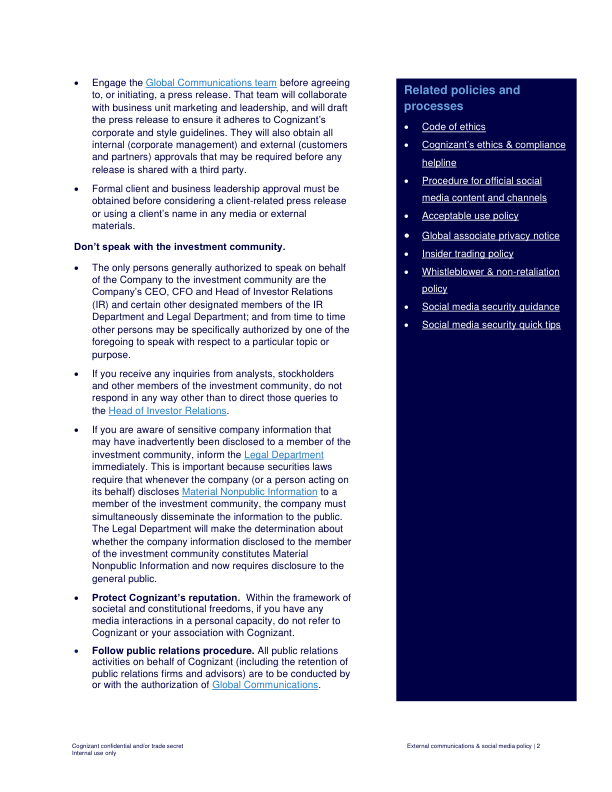 • Engage the Global Communications team before agreeing
to, or initiating, a press release. That team will collaborate
with business unit marketing and leadership, and will draft
the press release to ensure it adheres to Cognizant's
corporate and style guidelines. They will also obtain all
internal (corporate management) and external (customers
and partners) approvals that may be required before any
release is shared with a third party.
• Formal client and business leadership approval must be
obtained before considering a client-related press release
or using a client's name in any media or external
materials.
Don't speak with the investment community.
• The only persons generally authorized to speak on behalf
of the Company to the investment community are the
Company's CEO, CFO and Head of Investor Relations
(IR) and certain other designated members of the IR
Department and Legal Department; and from time to time
other persons may be specifically authorized by one of the
foregoing to speak with respect to a particular topic or
purpose.
• If you receive any inquiries from analysts, stockholders
and other members of the investment community, do not
respond in any way other than to direct those queries to
the Head of Investor Relations.
• If you are aware of sensitive company information that
may have inadvertently been disclosed to a member of the
investment community, inform the Legal Department
immediately. This is important because securities laws
require that whenever the company (or a person acting on
its behalf) discloses Material Nonpublic Information to a
member of the investment community, the company must
simultaneously disseminate the information to the public.
The Legal Department will make the determination about
whether the company information disclosed to the member
of the investment community constitutes Material
Nonpublic Information and now requires disclosure to the
general public.
• Protect Cognizant's reputation. Within the framework of
societal and constitutional freedoms, if you have any
media interactions in a personal capacity, do not refer to
Cognizant or your association with Cognizant.
• Follow public relations procedure. All public relations
activities on behalf of Cognizant (including the retention of
public relations firms and advisors) are to be conducted by
or with the authorization of Global Communications.
Related policies and
processes
• Code of ethics
• Cognizant's ethics & compliance
helpline
• Procedure for official social
media content and channels
• Acceptable use policy
• Global associate privacy notice
• Insider trading policy
• Whistleblower & non-retaliation
policy
• Social media security guidance
• Social media security quick tips
Cognizant confidential and/or trade secret
Internal use only
External communications & social media policy | 2